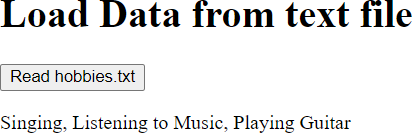 Load Data from text file
Read hobbies.txt
Singing, Listening to Music, Playing Guitar